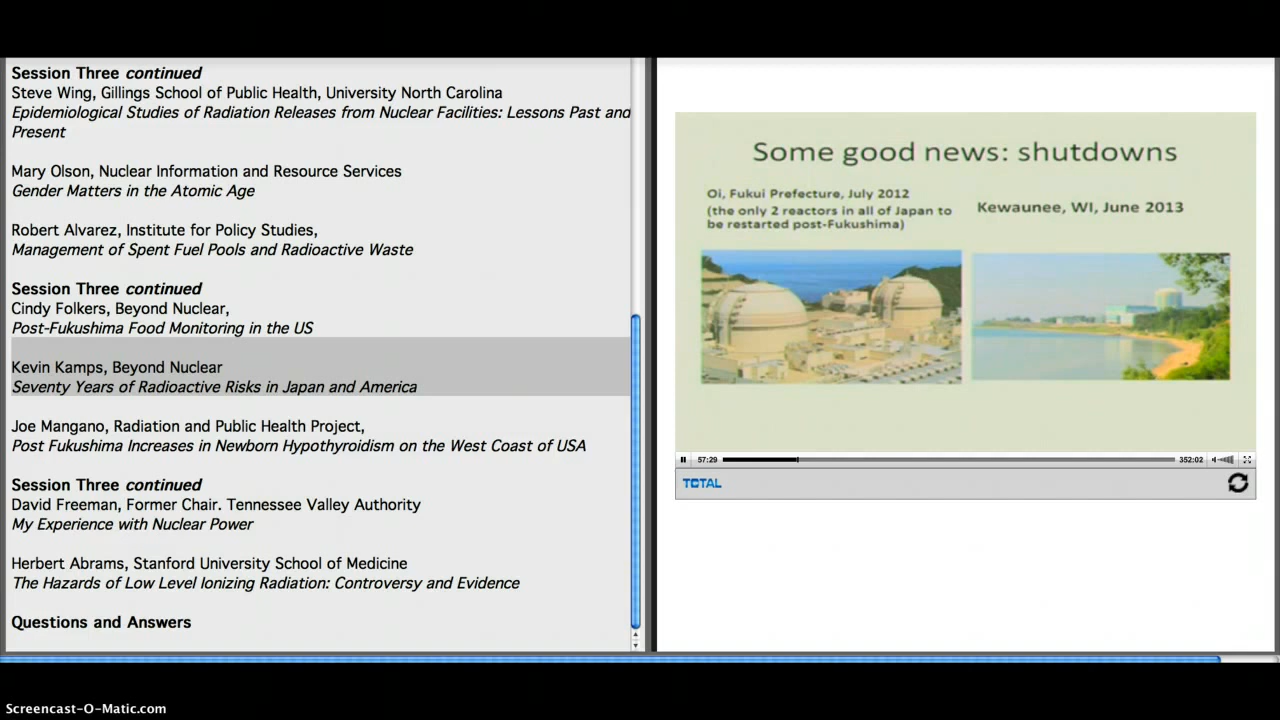 Session Three continued
Steve Wing, Gillings School of Public Health, University North Carolina
Epidemiological Studies of Radiation Releases from Nuclear Facilities: Lessons Past and
Present
Mary Olson, Nuclear Information and Resource Services
Gender Matters in the Atomic Age
Robert Alvarez, Institute for Policy Studies,
Management of Spent Fuel Pools and Radioactive Waste
Session Three continued
Cindy Folkers, Beyond Nuclear,
Post-Fukushima Food Monitoring in the US
Kevin Kamps, Beyond Nuclear
Seventy Years of Radioactive Risks in Japan and America
Joe Mangano, Radiation and Public Health Project,
Post Fukushima Increases in Newborn Hypothyroidism on the West Coast of USA
Session Three continued
David Freeman, Former Chair. Tennessee Valley Authority
My Experience with Nuclear Power
Herbert Abrams, Stanford University School of Medicine
The Hazards of Low Level Ionizing Radiation: Controversy and Evidence
Questions and Answers
Some good news: shutdowns
Oi, Fukui Prefecture, July 2012
(the only 2 reactors in all of Japan to
be restarted post-Fukushima)
Kewaunee, WI, June 2013
57:29
352:02
TOTAL
Screencast-O-Matic.com